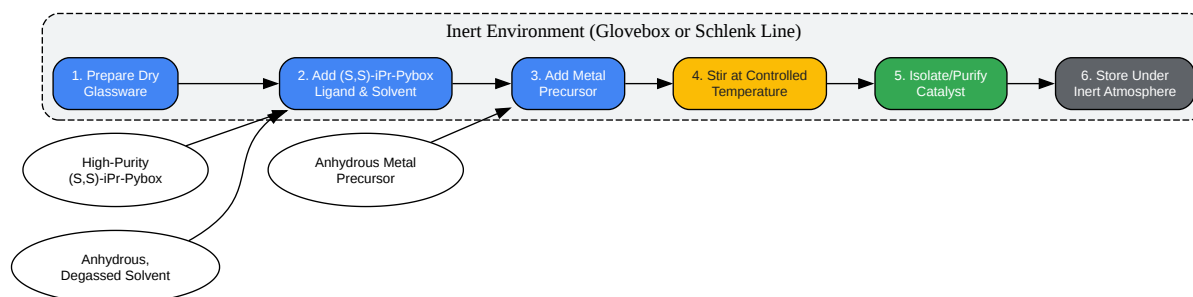 Inert Environment (Glovebox or Schlenk Line)
1. Prepare Dry
Glassware
2. Add (S,S)-iPr-Pybox
Ligand & Solvent
3. Add Metal
Precursor
4. Stir at Controlled
Temperature
5. Isolate/Purify
Catalyst
6. Store Under
Inert Atmosphere
High-Purity
(S,S)-iPr-Pybox
Anhydrous Metal
Precursor
Anhydrous,
Degassed Solvent